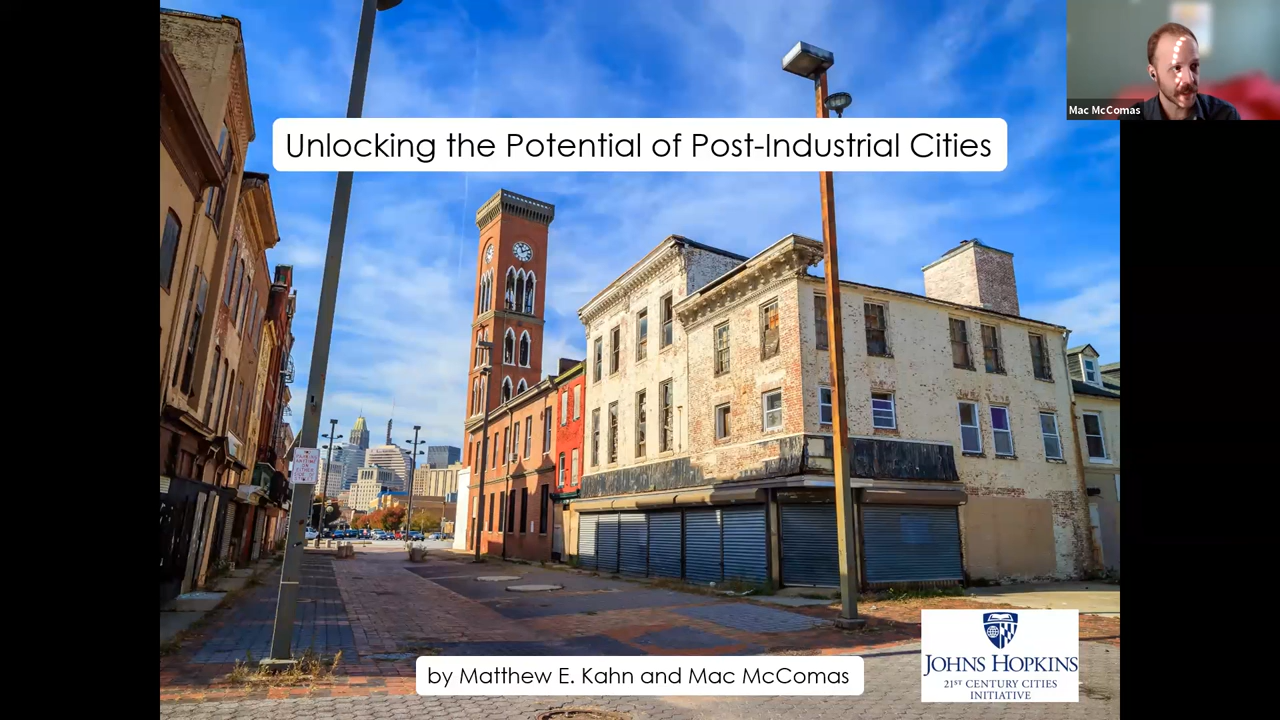 Mac McComas
Unlocking the Potential of Post-Industrial Cities
by Matthew E. Kahn and Mac McComas
JOHNS HOPKINS
21ST CENTURY CITIES
INITIATIVE